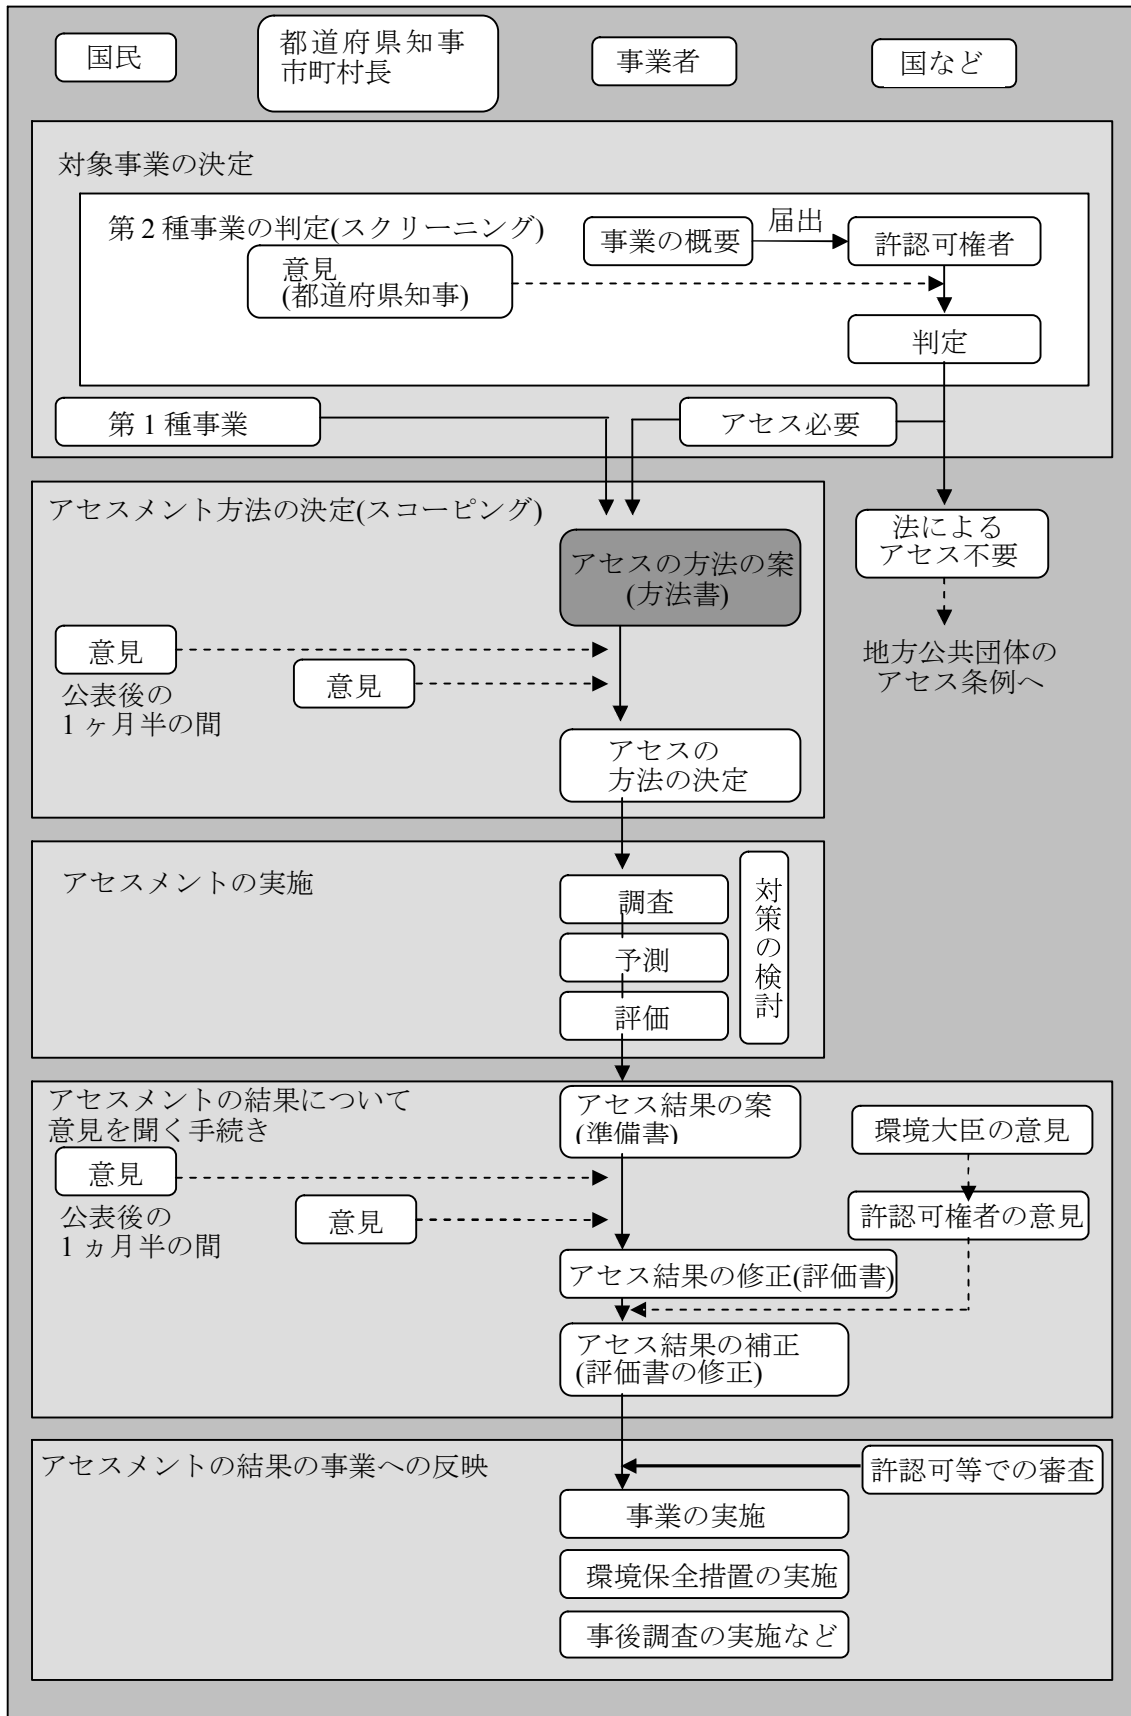 国民
都道府県知事
市町村長
事業者
国など
対象事業の決定
第2種事業の判定(スクリーニング)
事業の概要
届出
許認可権者
意見
(都道府県知事)
判定
第1種事業
アセス必要
アセスメント方法の決定(スコーピング)
アセスの方法の案
(方法書)
法による
アセス不要
意見
公表後の
1ヶ月半の間
意見
地方公共団体の
アセス条例へ
アセスの
方法の決定
アセスメントの実施
調査
予測
評価
対策の検討
アセスメントの結果について
意見を聞く手続き
アセス結果の案
(準備書)
環境大臣の意見
意見
公表後の
1ヵ月半の間
意見
許認可権者の意見
アセス結果の修正(評価書)
アセス結果の補正
(評価書の修正)
アセスメントの結果の事業への反映
許認可等での審査
事業の実施
環境保全措置の実施
事後調査の実施など